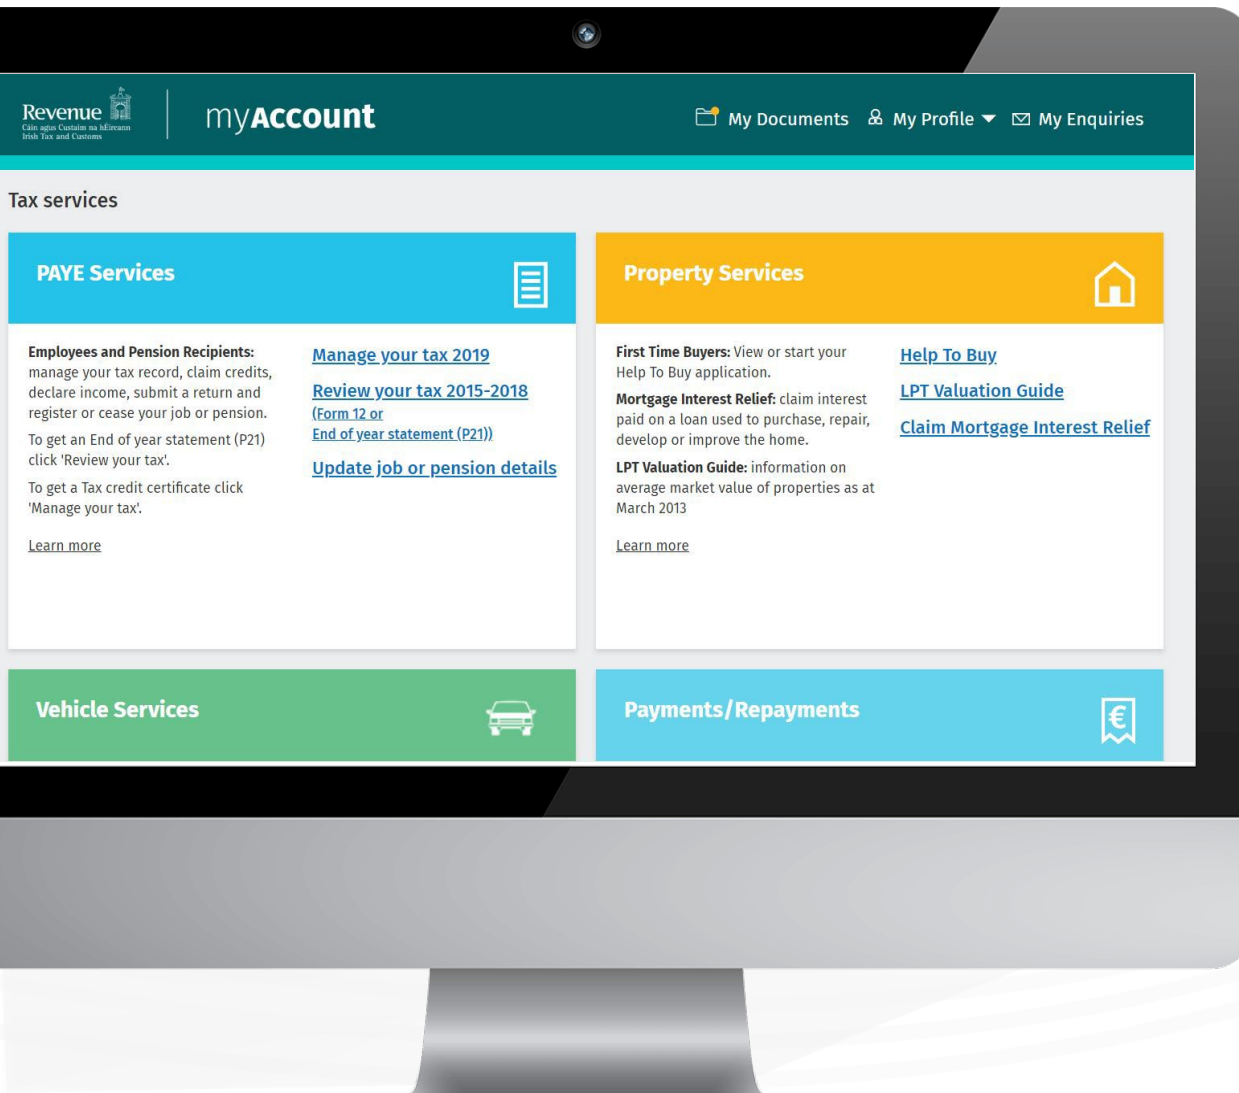 Revenue
Cáin agus Custaim na hÉireann
Irish Tax and Customs
myAccount
My Documents
My Profile
My Enquiries
Tax services
PAYE Services
Employees and Pension Recipients:
manage your tax record, claim credits,
declare income, submit a return and
register or cease your job or pension.
To get an End of year statement (P21)
click 'Review your tax'.
To get a Tax credit certificate click
'Manage your tax'.
Learn more
Manage your tax 2019
Review your tax 2015-2018
(Form 12 or
End of year statement (P21))
Update job or pension details
Property Services
First Time Buyers: View or start your
Help To Buy application.
Mortgage Interest Relief: claim interest
paid on a loan used to purchase, repair,
develop or improve the home.
LPT Valuation Guide: information on
average market value of properties as at
March 2013
Learn more
Help To Buy
LPT Valuation Guide
Claim Mortgage Interest Relief
Vehicle Services
Payments/Repayments
€